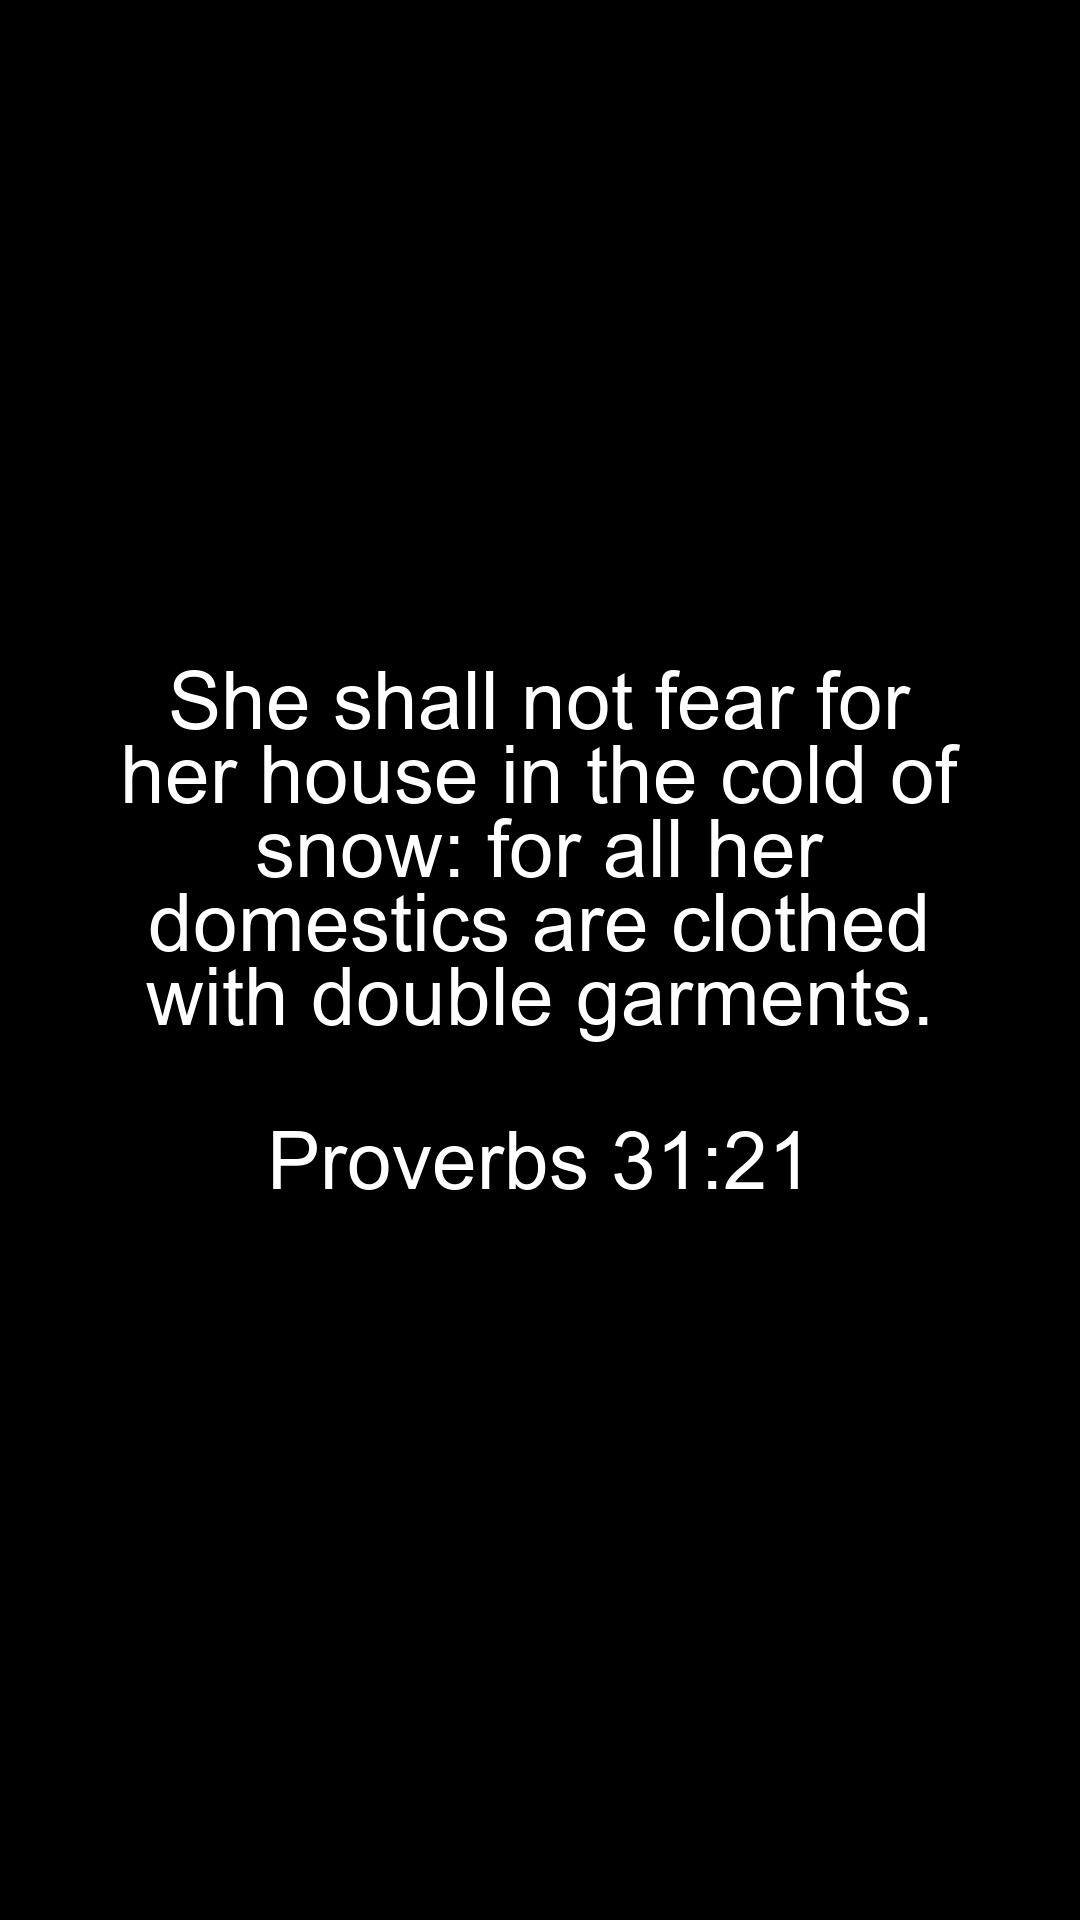 She shall not fear for
her house in the cold of
snow: for all her
domestics are clothed
with double garments.
Proverbs 31:21